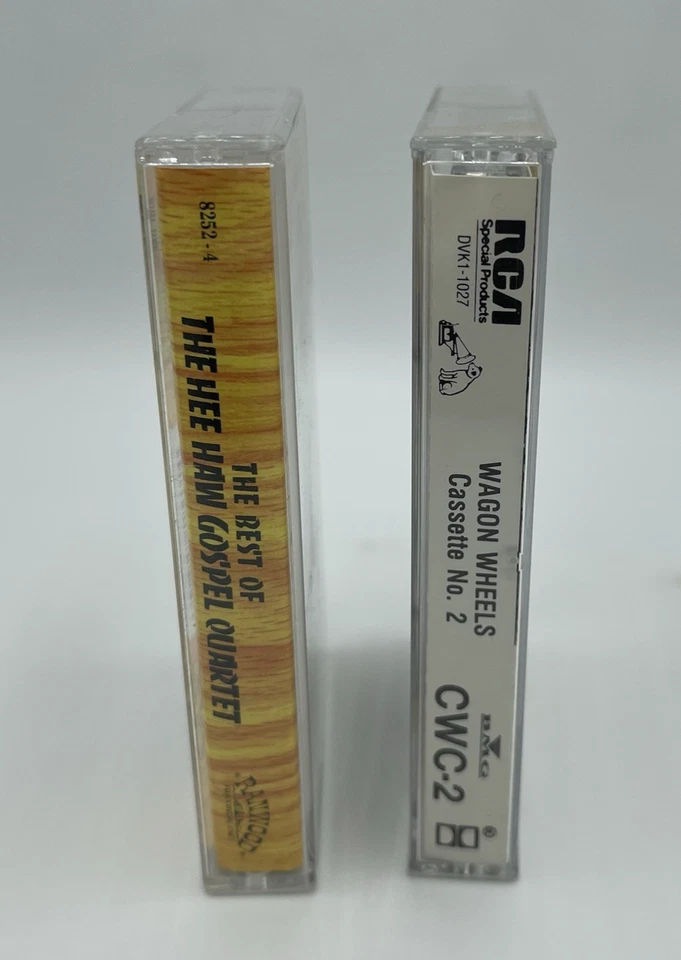 8252-4
THE BEST OF
THE HEE HAW GOSPEL QUARTET
RANWOOD
®
RCA
Special Products
DVK1-1027
WAGON WHEELS
Cassette No. 2
BMG
CWC-2
®